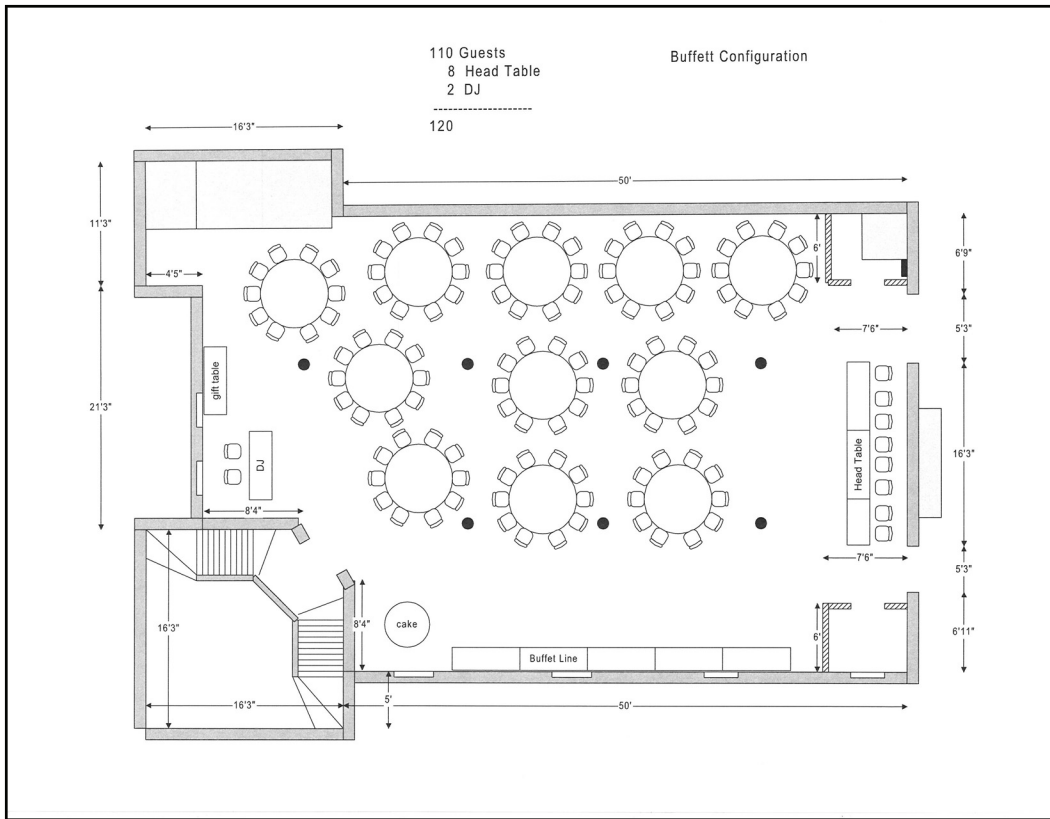 110 Guests
8 Head Table
2 DJ
--------------------
120
Buffett Configuration
16'3"
50'
11'3"
4'5"
6'
6'9"
7'6"
5'3"
gift table
21'3"
DJ
8'4"
Head Table
16'3"
7'6"
5'3"
16'3"
8'4"
cake
Buffet Line
6'
6'11"
16'3"
5'
50'